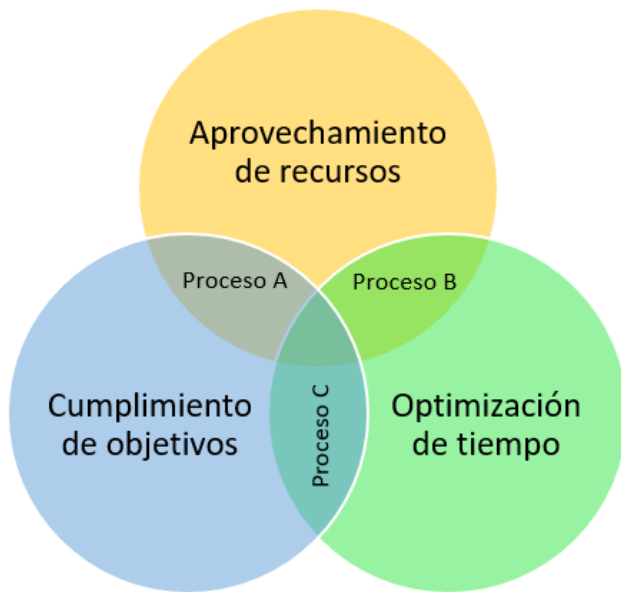 Aprovechamiento
de recursos
Proceso A
Proceso B
Cumplimiento
de objetivos
Proceso C
Optimización
de tiempo